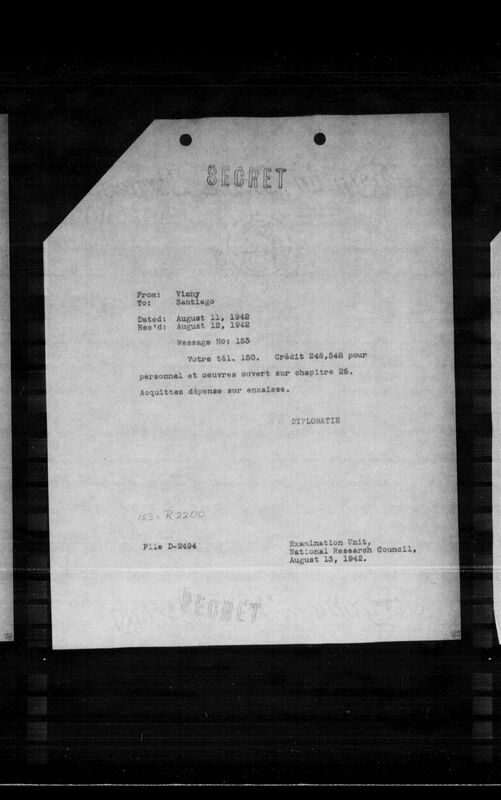 SECRET
From: Vichy
To: Santiago
Dated: August 11, 1942
Rec'd: August 12, 1942
Message No: 153
Votre tél. 150. Crédit 248,548 pour
personnel et oeuvres ouvert sur chapitre 25.
Acquittez dépense sur encaisse.
DIPLOMATIE
153 = R 2200
File D-2494
Examination Unit,
National Research Council,
August 13, 1942.
SECRET